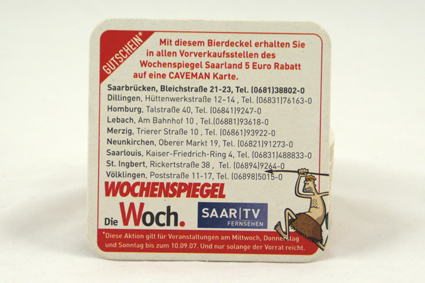 GUTSCHEIN*
Mit diesem Bierdeckel erhalten Sie
in allen Vorverkaufsstellen des
Wochenspiegel Saarland 5 Euro Rabatt
auf eine CAVEMAN Karte.
Saarbrücken, Bleichstraße 21-23, Tel. (0681)38802-0
Dillingen, Hüttenwerkstraße 12-14 , Tel. (06831)76163-0
Homburg, Talstraße 40, Tel. (06841)9247-0
Lebach, Am Bahnhof 10 , Tel. (06881)93618-0
Merzig, Trierer Straße 10 , Tel. (06861)93922-0
Neunkirchen, Oberer Markt 19, Tel. (06821)91273-0
Saarlouis, Kaiser-Friedrich-Ring 4, Tel. (06831)488833-0
St. Ingbert, Rickertstraße 38 , Tel. (06894)9264-0
Völklingen, Poststraße 11-17, Tel. (06898)5015-0
WOCHENSPIEGEL
Die Woch.
SAAR|TV
FERNSEHEN
*Diese Aktion gilt für Veranstaltungen am Mittwoch, Donnerstag
und Sonntag bis zum 10.09.07. Und nur solange der Vorrat reicht.